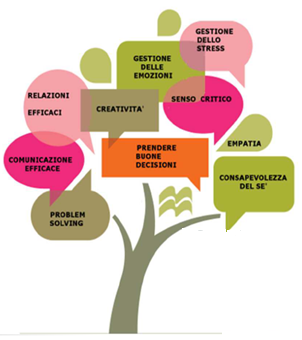 GESTIONE
DELLO
STRESS
GESTIONE
DELLE
EMOZIONI
RELAZIONI
EFFICACI
CREATIVITA'
SENSO CRITICO
EMPATIA
PRENDERE
BUONE
DECISIONI
COMUNICAZIONE
EFFICACE
CONSAPEVOLEZZA
DEL SE'
PROBLEM
SOLVING